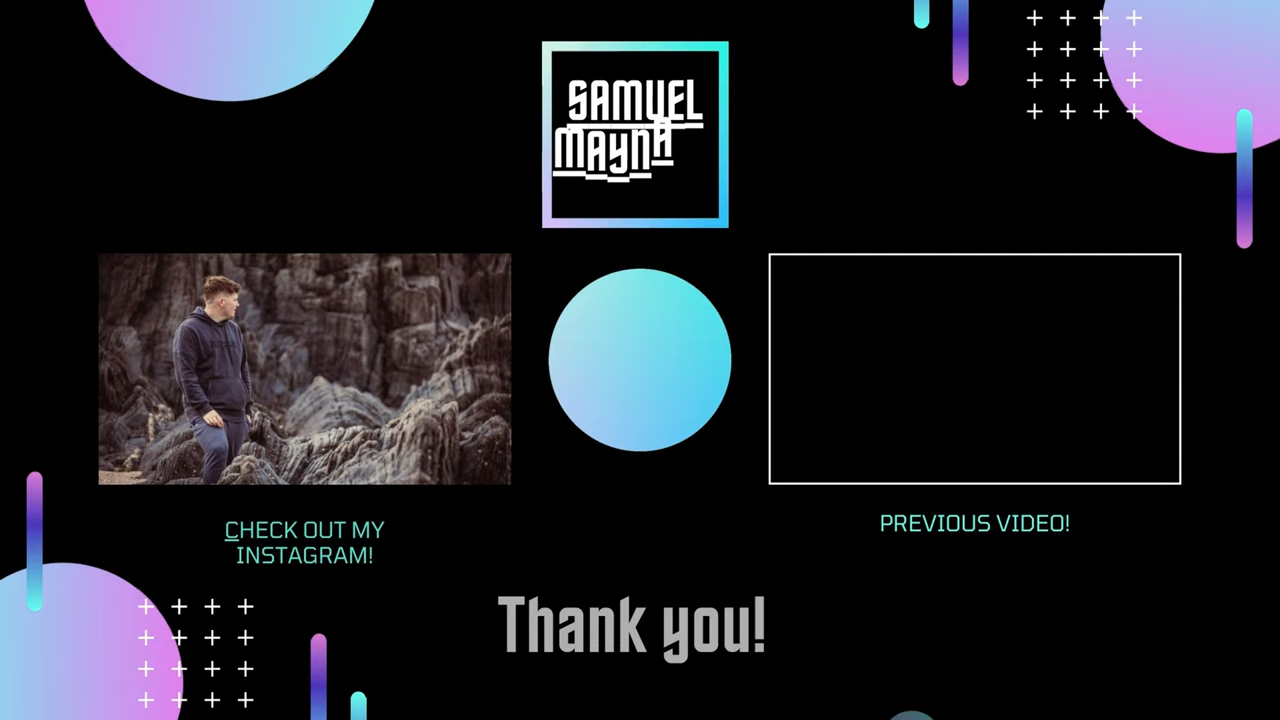 SAMUEL
MAYNA
CHECK OUT MY
INSTAGRAM!
PREVIOUS VIDEO!
Thank you!